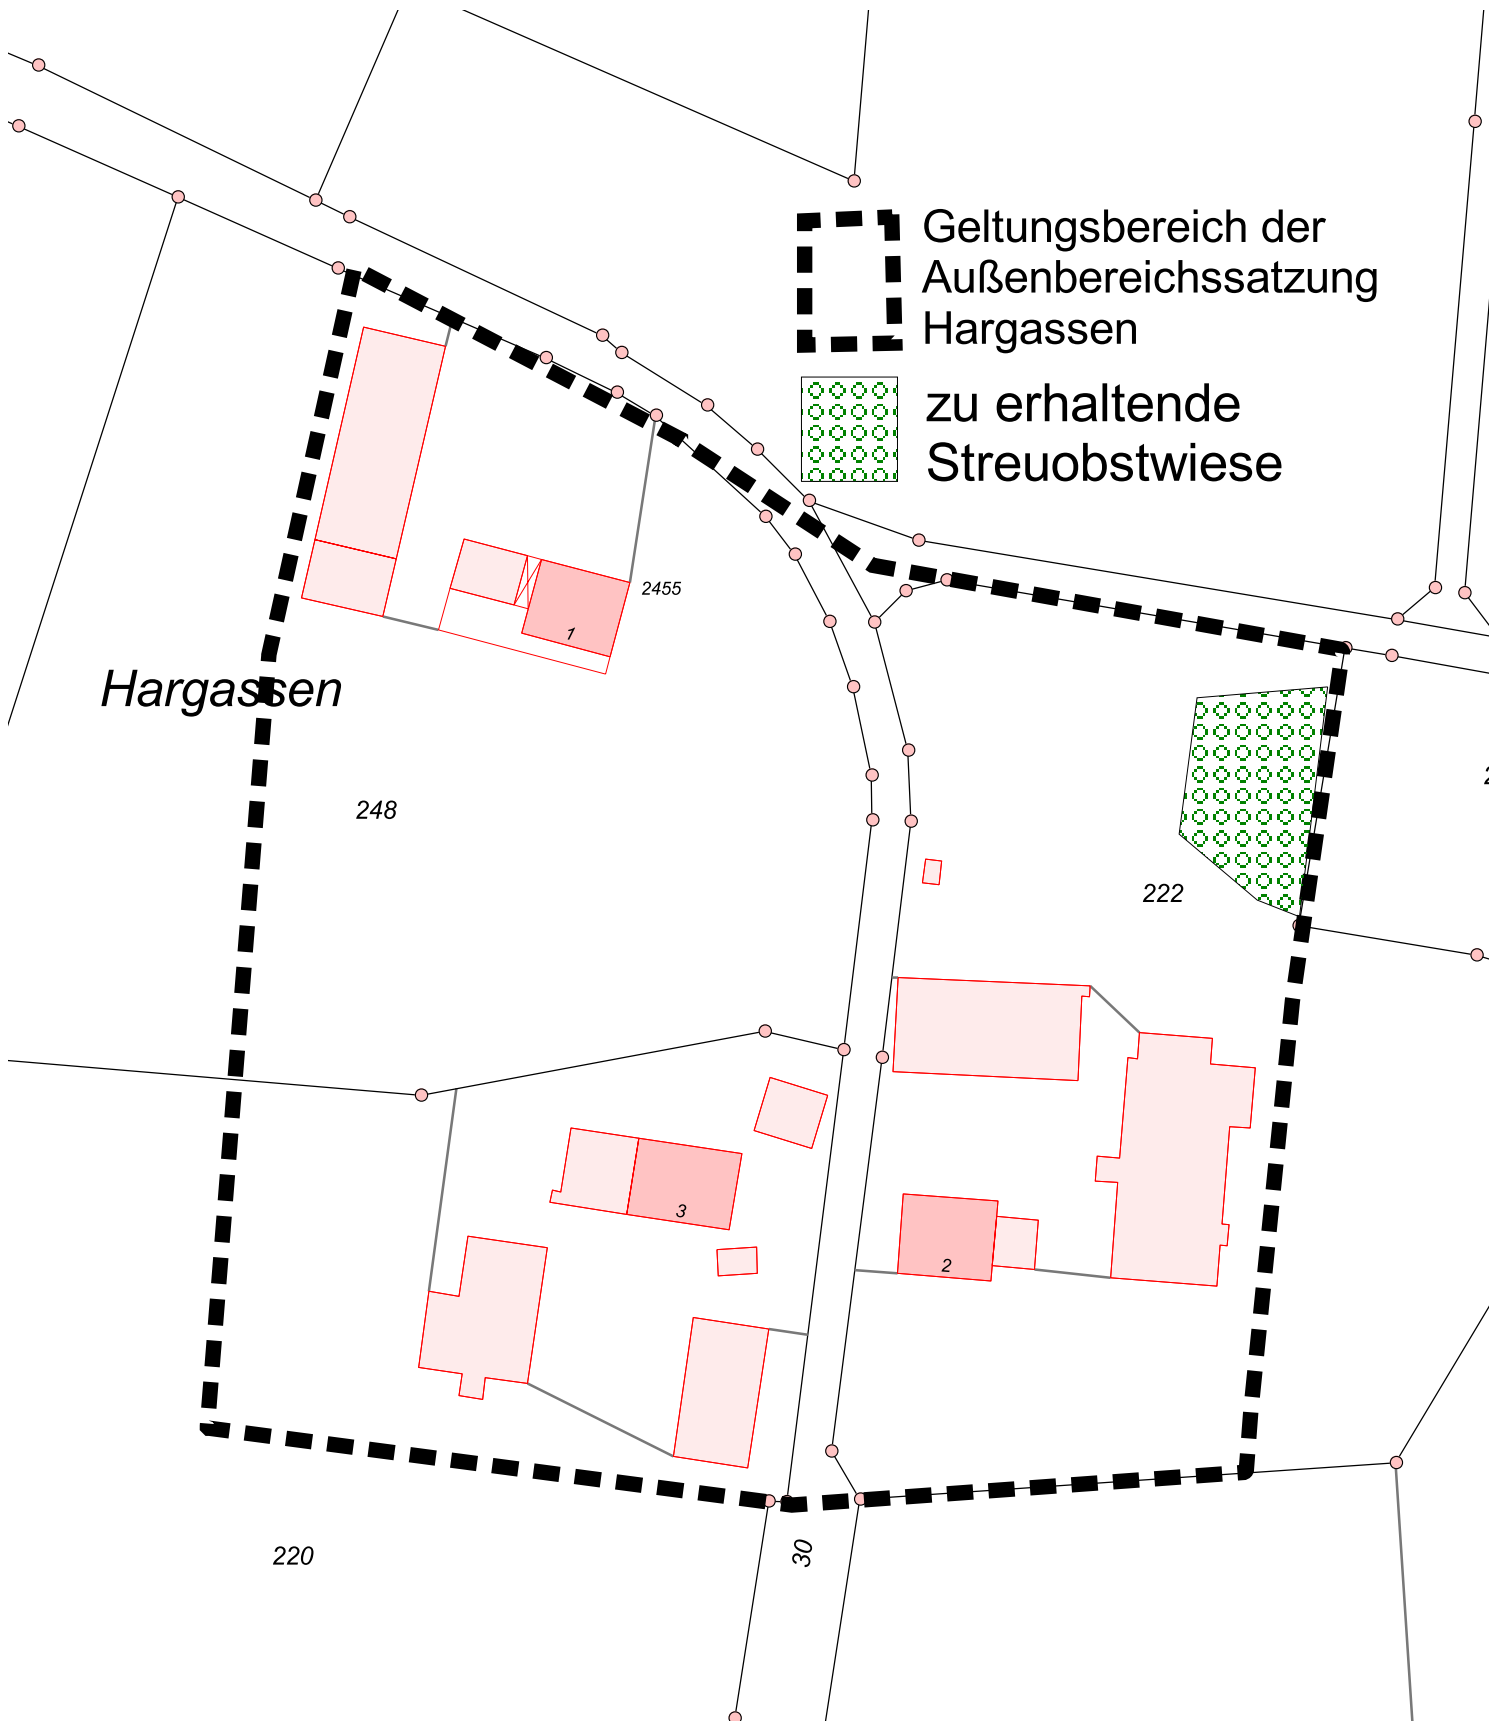 Geltungsbereich der
Außenbereichssatzung
Hargassen
zu erhaltende
Streuobstwiese
2455
1
Hargassen
248
222
3
2
220
30